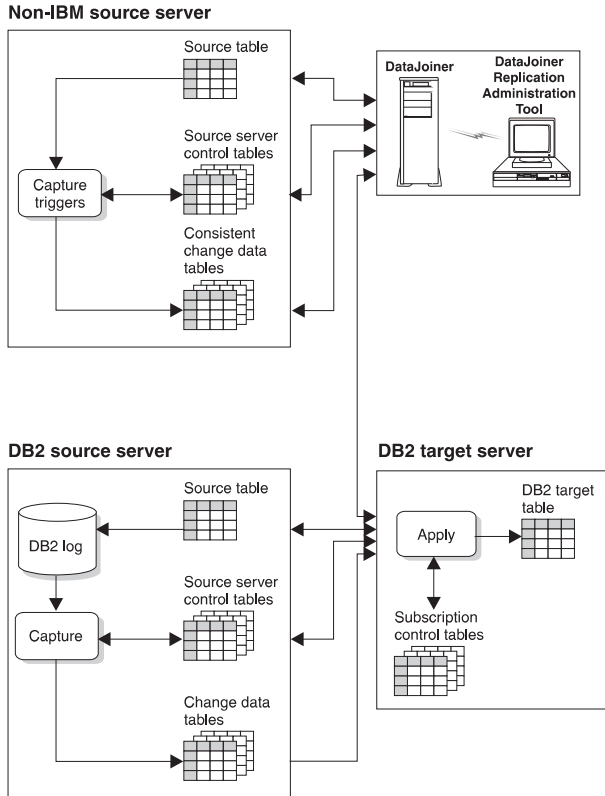 Non-IBM source server
Source table
Source server
control tables
Capture
triggers
Consistent
change data
tables
DataJoiner
DataJoiner
Replication
Administration
Tool
DB2 source server
Source table
DB2 log
Source server
control tables
Capture
Change data
tables
DB2 target server
DB2 target
table
Apply
Subscription
control tables